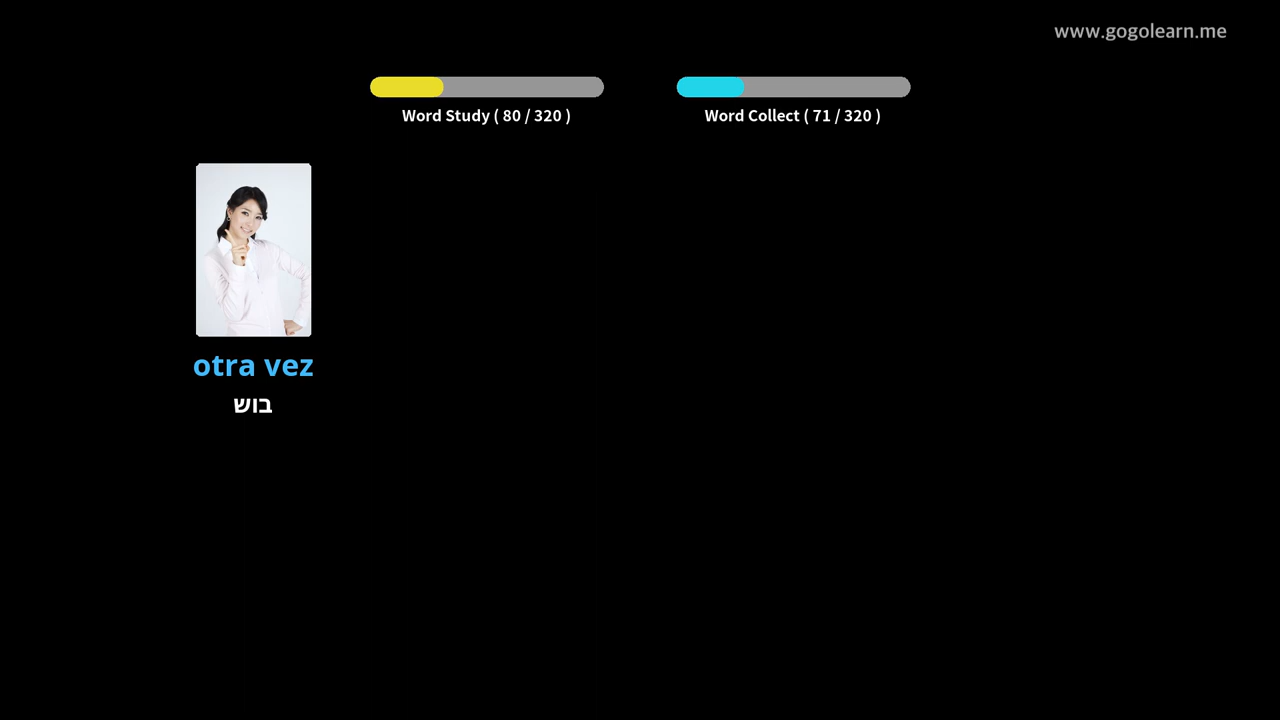 www.gogolearn.me
Word Study ( 80 / 320 )
Word Collect ( 71 / 320 )
otra vez
בוש